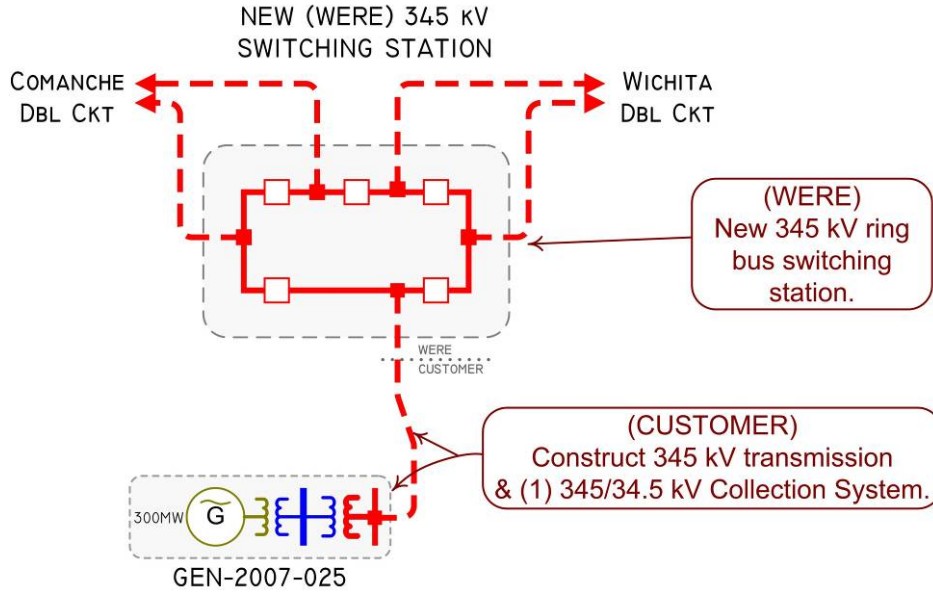 NEW (WERE) 345 KV
SWITCHING STATION
COMANCHE
DBL CKT
WICHITA
DBL CKT
(WERE)
New 345 kV ring
bus switching
station.
WERE
CUSTOMER
(CUSTOMER)
Construct 345 kV transmission
& (1) 345/34.5 kV Collection System.
300MW
G
GEN-2007-025